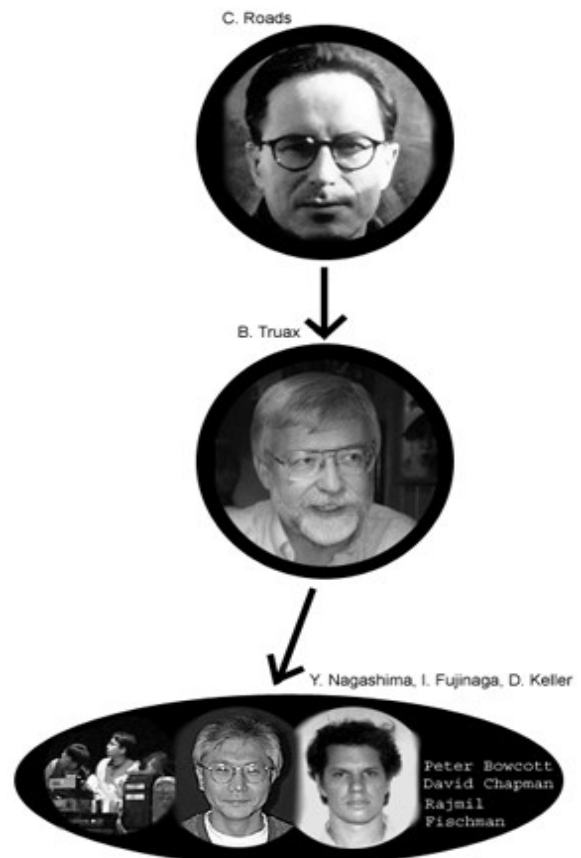 C. Roads
B. Truax
Y. Nagashima, I. Fujinaga, D. Keller
Peter Bowcott
David Chapman
Rajmil
Fischman